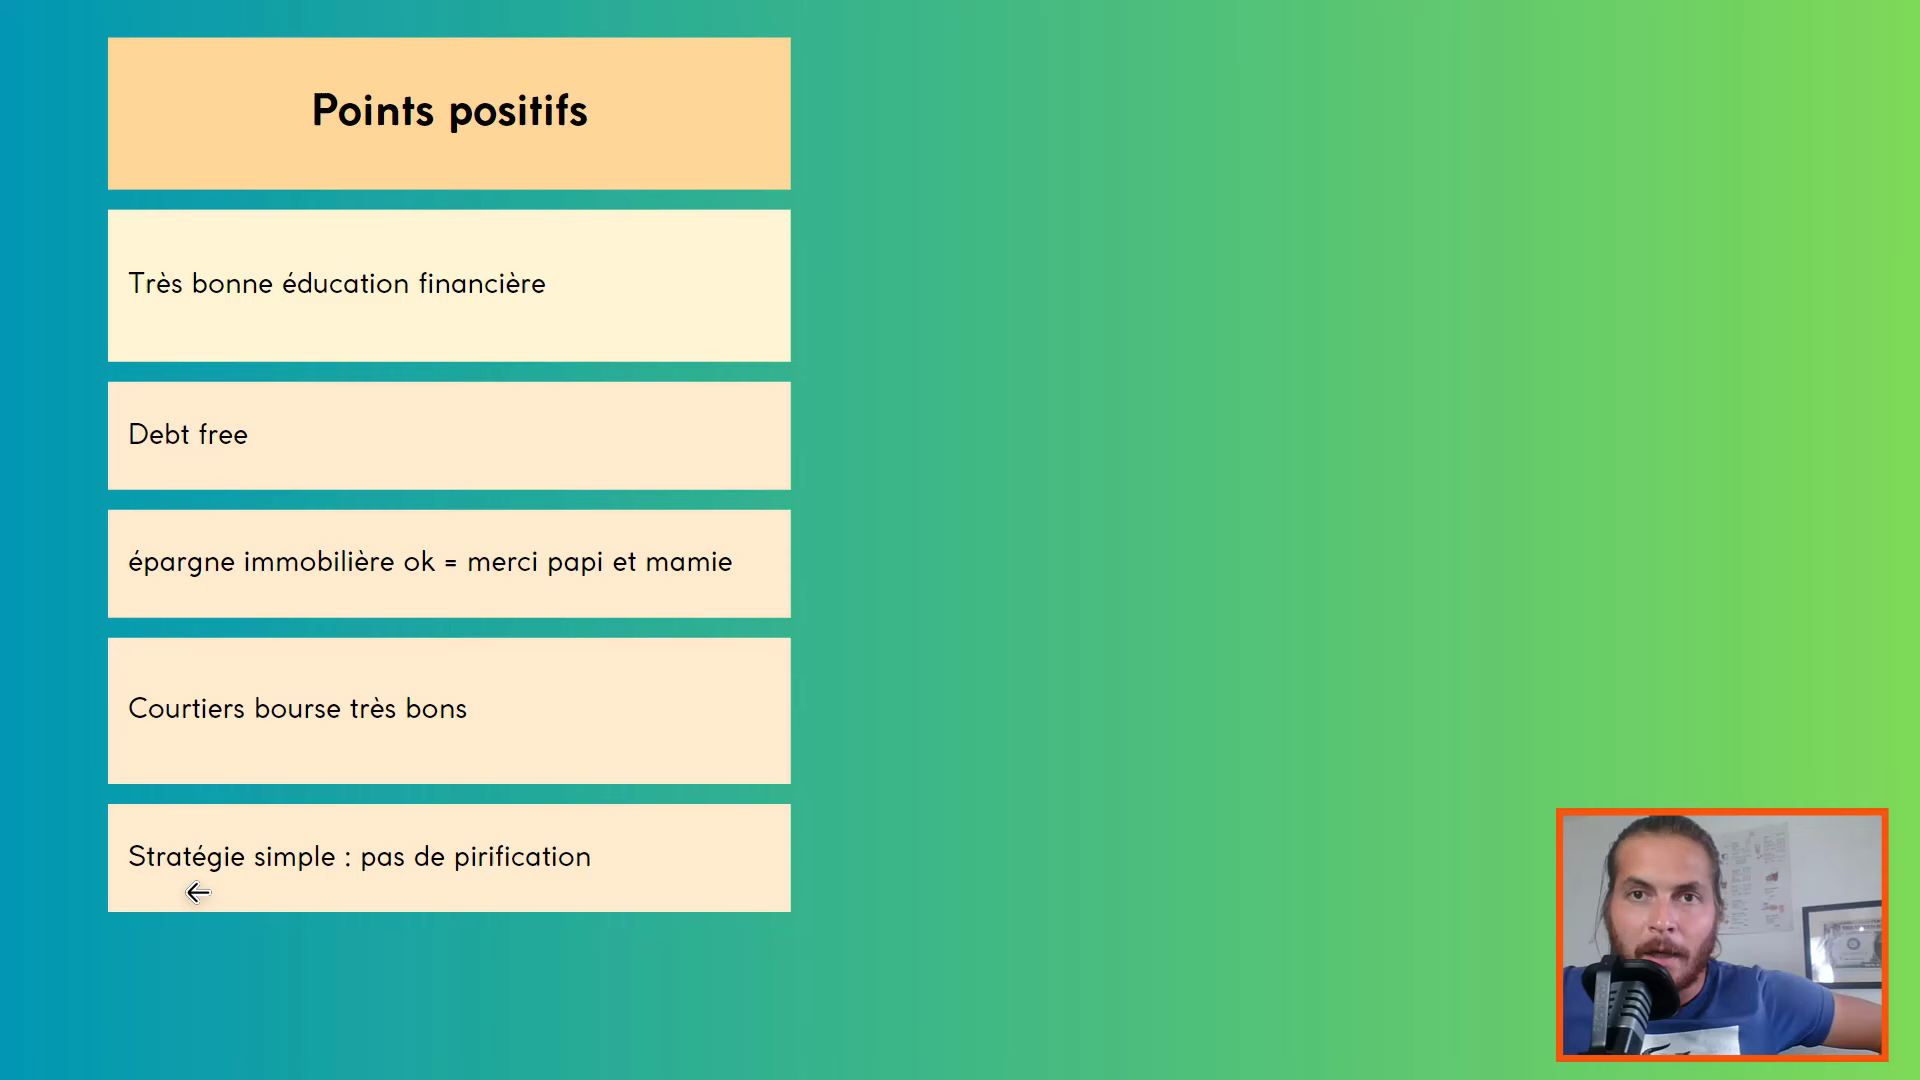 Points positifs
Très bonne éducation financière
Debt free
épargne immobilière ok = merci papi et mamie
Courtiers bourse très bons
Stratégie simple : pas de pirification